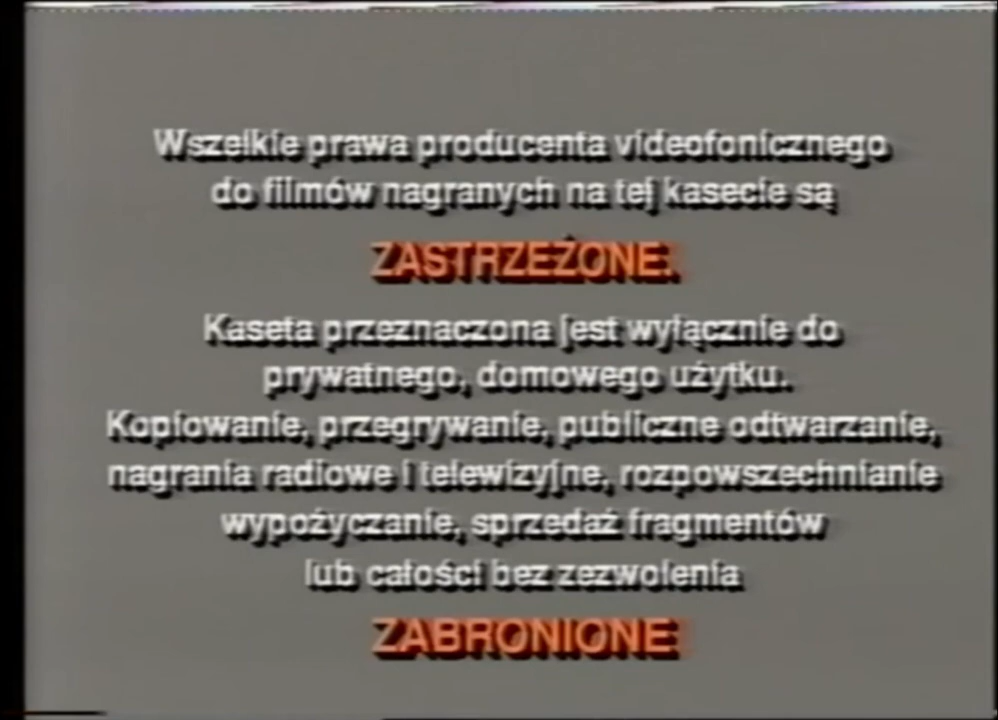 Wszelkie prawa producenta videofonicznego
do filmów nagranych na tej kasecie są
ZASTRZEŻONE.
Kaseta przeznaczona jest wyłącznie do
prywatnego, domowego użytku.
Kopiowanie, przegrywanie, publiczne odtwarzanie,
nagrania radiowe i telewizyjne, rozpowszechnianie
wypożyczanie, sprzedaż fragmentów
lub całości bez zezwolenia
ZABRONIONE